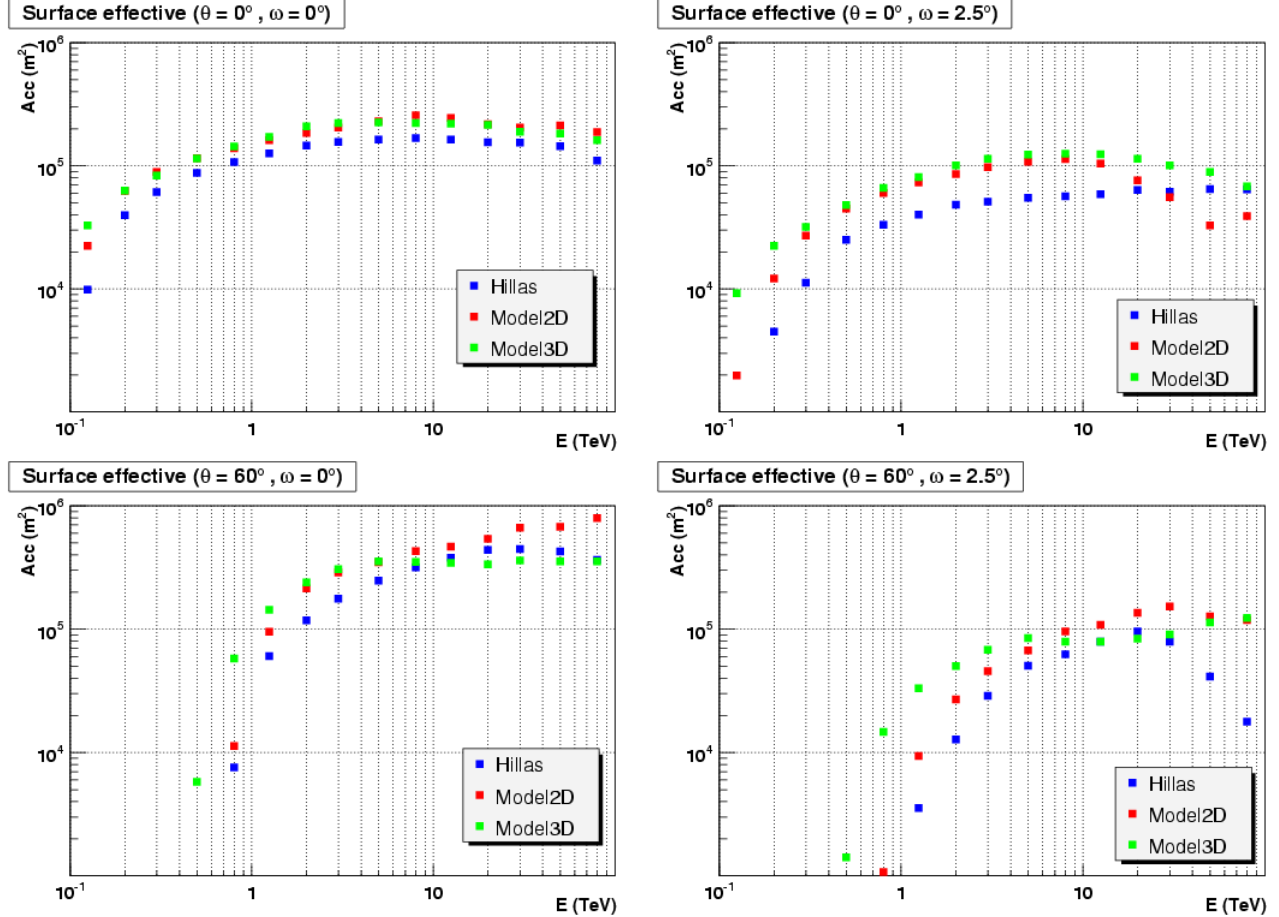 Surface effective (θ = 0° , ω = 0°)
Acc (m²)
10⁶
10⁵
10⁴
Hillas
Model2D
Model3D
10⁻¹ 1 10
E (TeV)
Surface effective (θ = 0° , ω = 2.5°)
Acc (m²)
10⁶
10⁵
10⁴
Hillas
Model2D
Model3D
10⁻¹ 1 10
E (TeV)
Surface effective (θ = 60° , ω = 0°)
Acc (m²)
10⁶
10⁵
10⁴
Hillas
Model2D
Model3D
10⁻¹ 1 10
E (TeV)
Surface effective (θ = 60° , ω = 2.5°)
Acc (m²)
10⁶
10⁵
10⁴
Hillas
Model2D
Model3D
10⁻¹ 1 10
E (TeV)